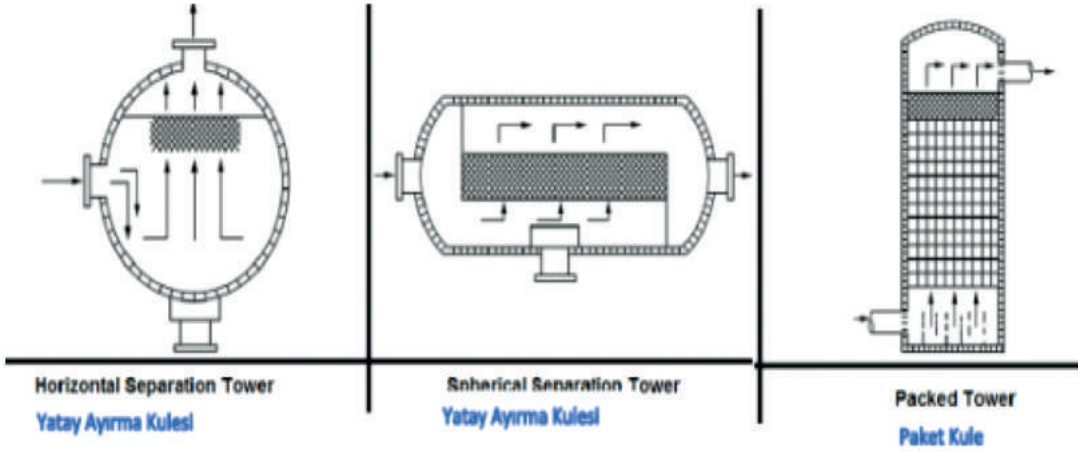 Horizontal Separation Tower
Yatay Ayırma Kulesi
Spherical Separation Tower
Yatay Ayırma Kulesi
Packed Tower
Paket Kule